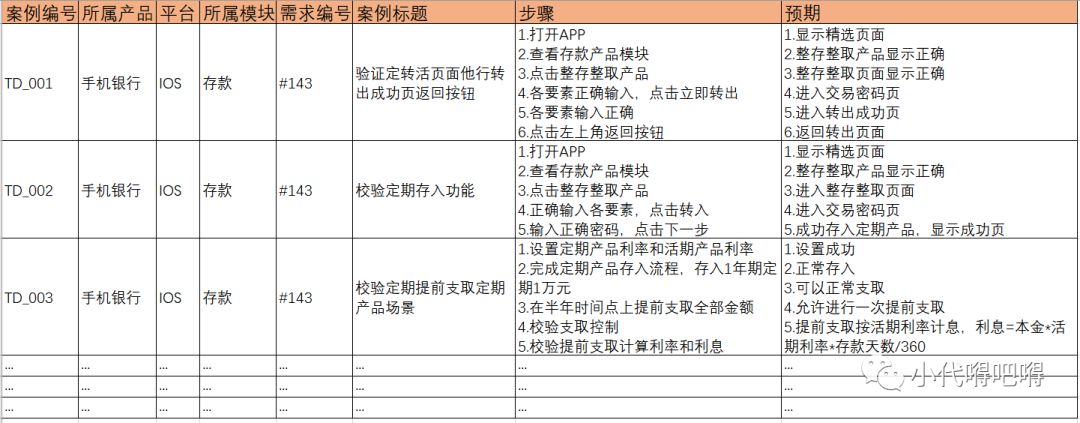 案例编号 所属产品 平台 所属模块 需求编号 案例标题 步骤 预期
TD_001 手机银行 IOS 存款 #143
验证定转活页面他行转
出成功页返回按钮
1.打开APP
2.查看存款产品模块
3.点击整存整取产品
4.各要素正确输入，点击立即转出
5.各要素输入正确
6.点击左上角返回按钮
1.显示精选页面
2.整存整取产品显示正确
3.整存整取页面显示正确
4.进入交易密码页
5.进入转出成功页
6.返回转出页面
TD_002 手机银行 IOS 存款 #143 校验定期存入功能
1.打开APP
2.查看存款产品模块
3.点击整存整取产品
4.正确输入各要素，点击转入
5.输入正确密码，点击下一步
1.显示精选页面
2.整存整取产品显示正确
3.进入整存整取页面
4.进入交易密码页
5.成功存入定期产品，显示成功页
TD_003 手机银行 IOS 存款 #143
校验定期提前支取定期
产品场景
1.设置定期产品利率和活期产品利率
2.完成定期产品存入流程，存入1年期定
期1万元
3.在半年时间点上提前支取全部金额
4.校验支取控制
5.校验提前支取计算利率和利息
1.设置成功
2.正常存入
3.可以正常支取
4.允许进行一次提前支取
5.提前支取按活期利率计息，利息=本金*活
期利率*存款天数/360
... ... ... ... ... ... ... ...
... ... ... ... ... ... ... ...
... ... ... ... ... ... ... ...
小代嘚吧嘚